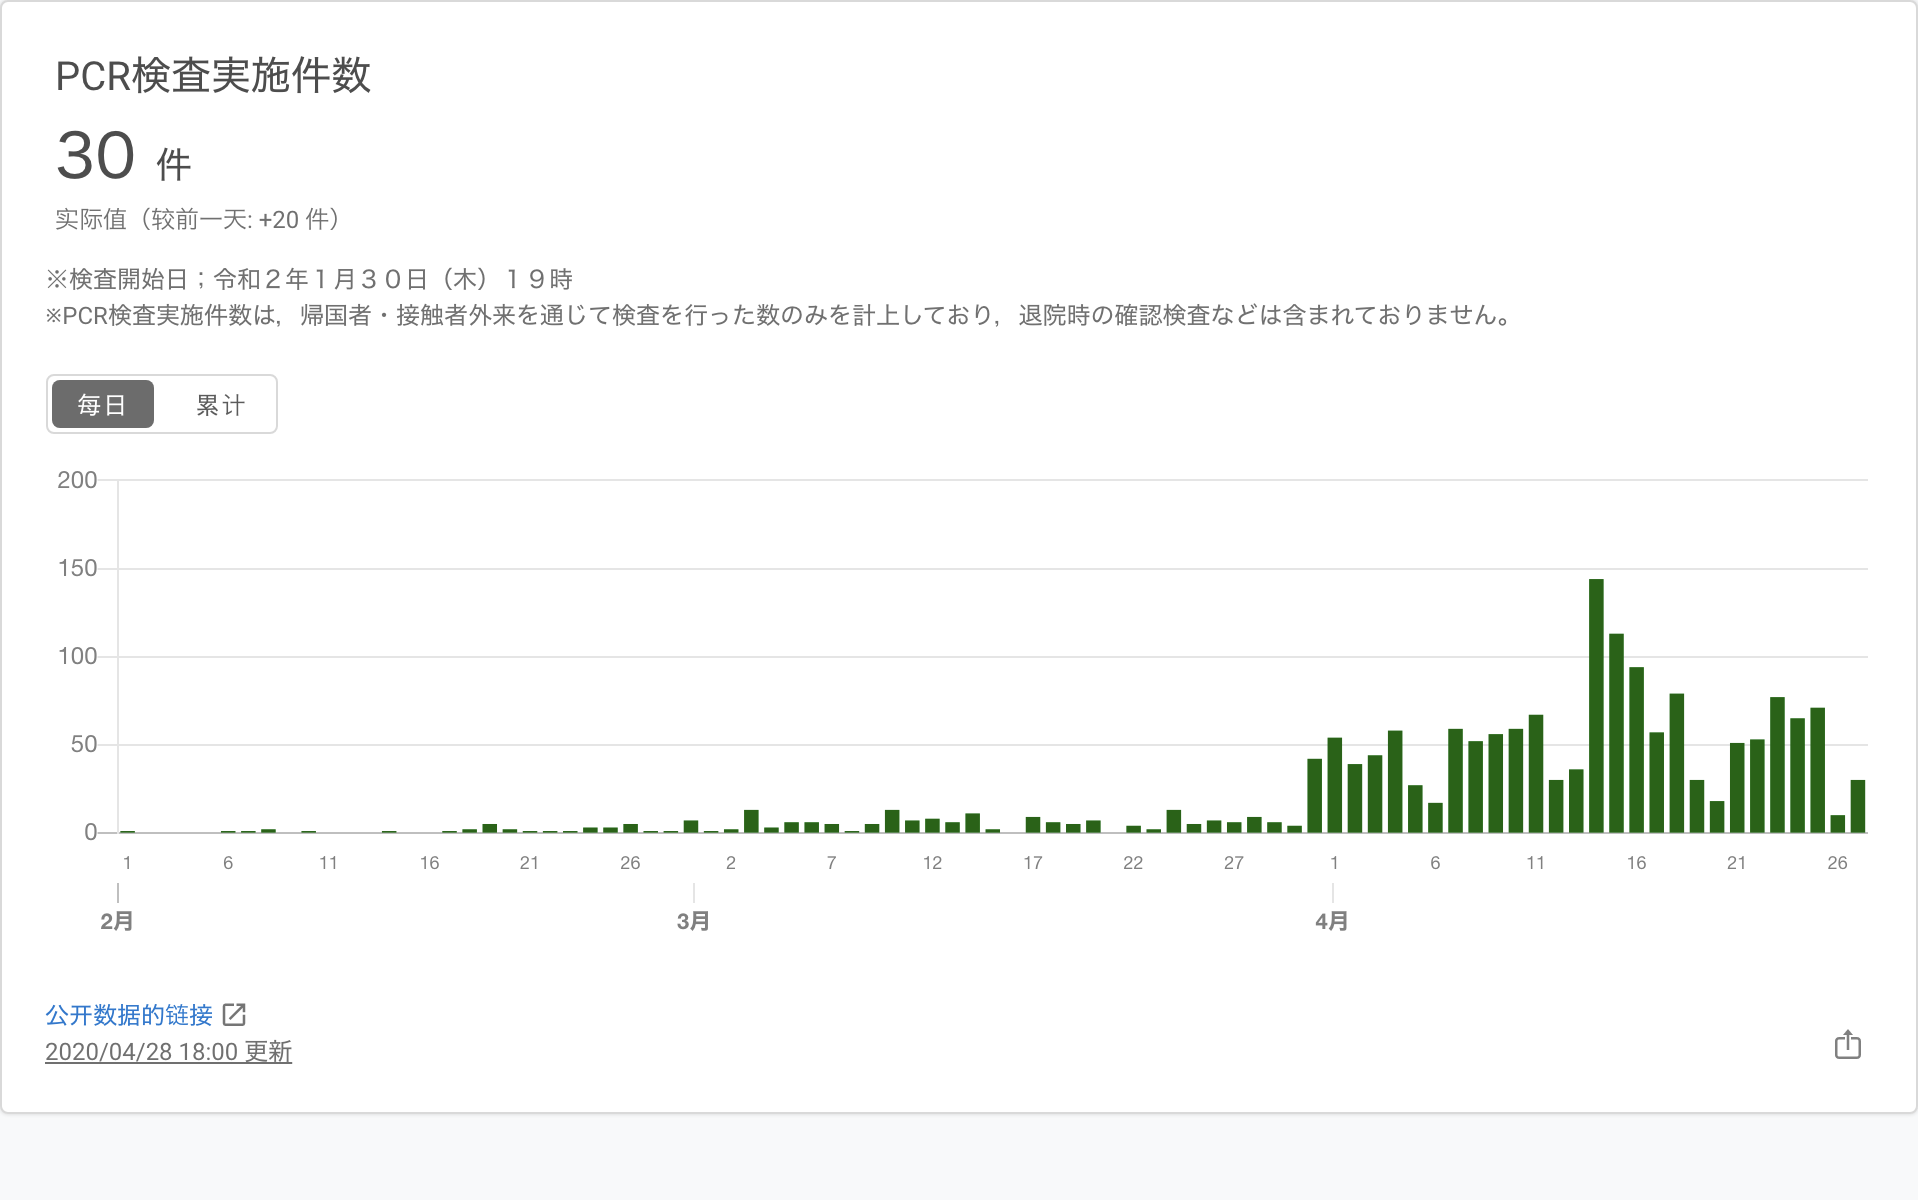 PCR検査実施件数
30 件
实际值（较前一天: +20 件）
※検査開始日；令和２年１月３０日（木）１９時
※PCR検査実施件数は，帰国者・接触者外来を通じて検査を行った数のみを計上しており，退院時の確認検査などは含まれておりません。
每日 累计
200
150
100
50
0
1 6 11 16 21 26 2 7 12 17 22 27 1 6 11 16 21 26
2月 3月 4月
公开数据的链接
2020/04/28 18:00 更新